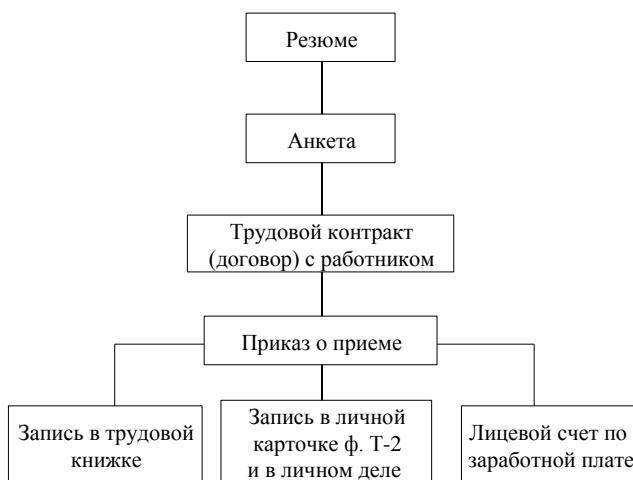 Резюме
Анкета
Трудовой контракт
(договор) с работником
Приказ о приеме
Запись в трудовой
книжке
Запись в личной
карточке ф. Т-2
и в личном деле
Лицевой счет по
заработной плате